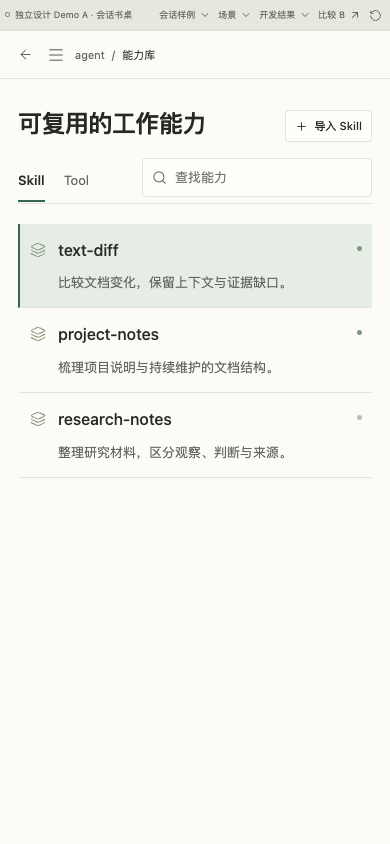 独立设计 Demo A · 会话书桌 会话样例 场景 开发结果 比较 B
agent / 能力库
可复用的工作能力
导入 Skill
Skill Tool 查找能力
text-diff
比较文档变化，保留上下文与证据缺口。
project-notes
梳理项目说明与持续维护的文档结构。
research-notes
整理研究材料，区分观察、判断与来源。